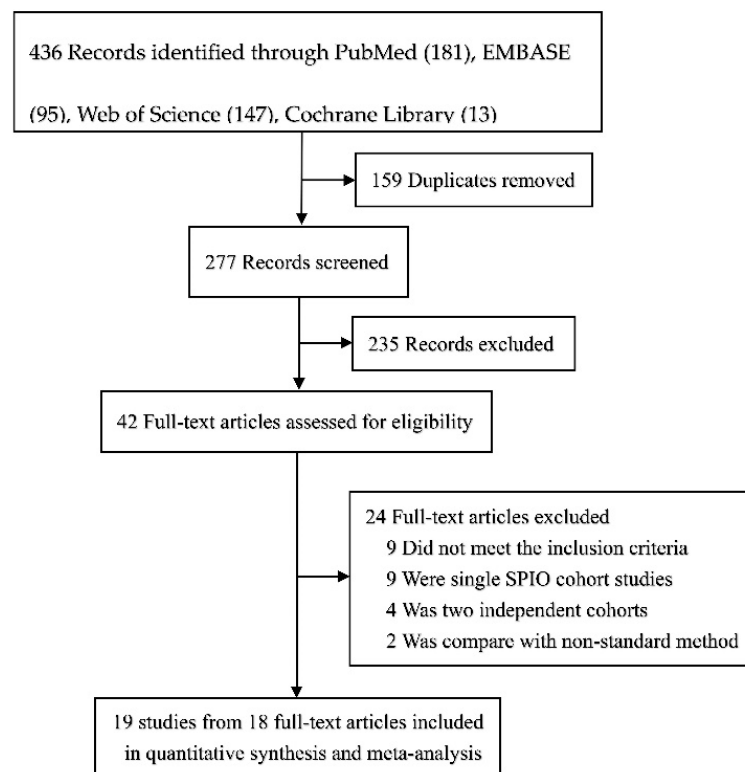 436 Records identified through PubMed (181), EMBASE
(95), Web of Science (147), Cochrane Library (13)
159 Duplicates removed
277 Records screened
235 Records excluded
42 Full-text articles assessed for eligibility
24 Full-text articles excluded
9 Did not meet the inclusion criteria
9 Were single SPIO cohort studies
4 Was two independent cohorts
2 Was compare with non-standard method
19 studies from 18 full-text articles included
in quantitative synthesis and meta-analysis